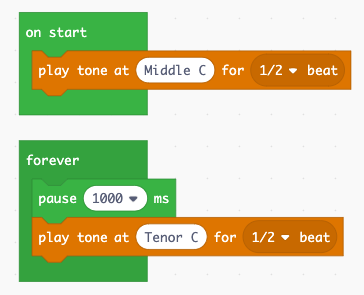 on start
play tone at Middle C for 1/2 beat
forever
pause 1000 ms
play tone at Tenor C for 1/2 beat